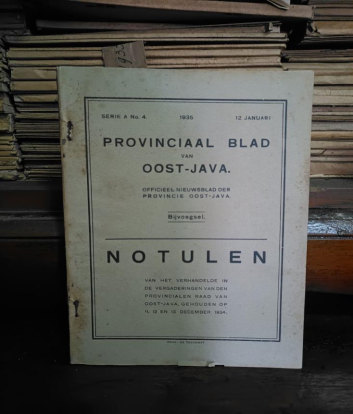 SERIE A No. 4. 1935 12 JANUARI
PROVINCIAAL BLAD
VAN
OOST-JAVA.
OFFICIEEL NIEUWSBLAD DER
PROVINCIE OOST-JAVA.
Bijvoegsel.
NOTULEN
VAN HET VERHANDELDE IN
DE VERGADERINGEN VAN DEN
PROVINCIALEN RAAD VAN
OOST-JAVA, GEHOUDEN OP
11, 12 EN 13 DECEMBER 1934.